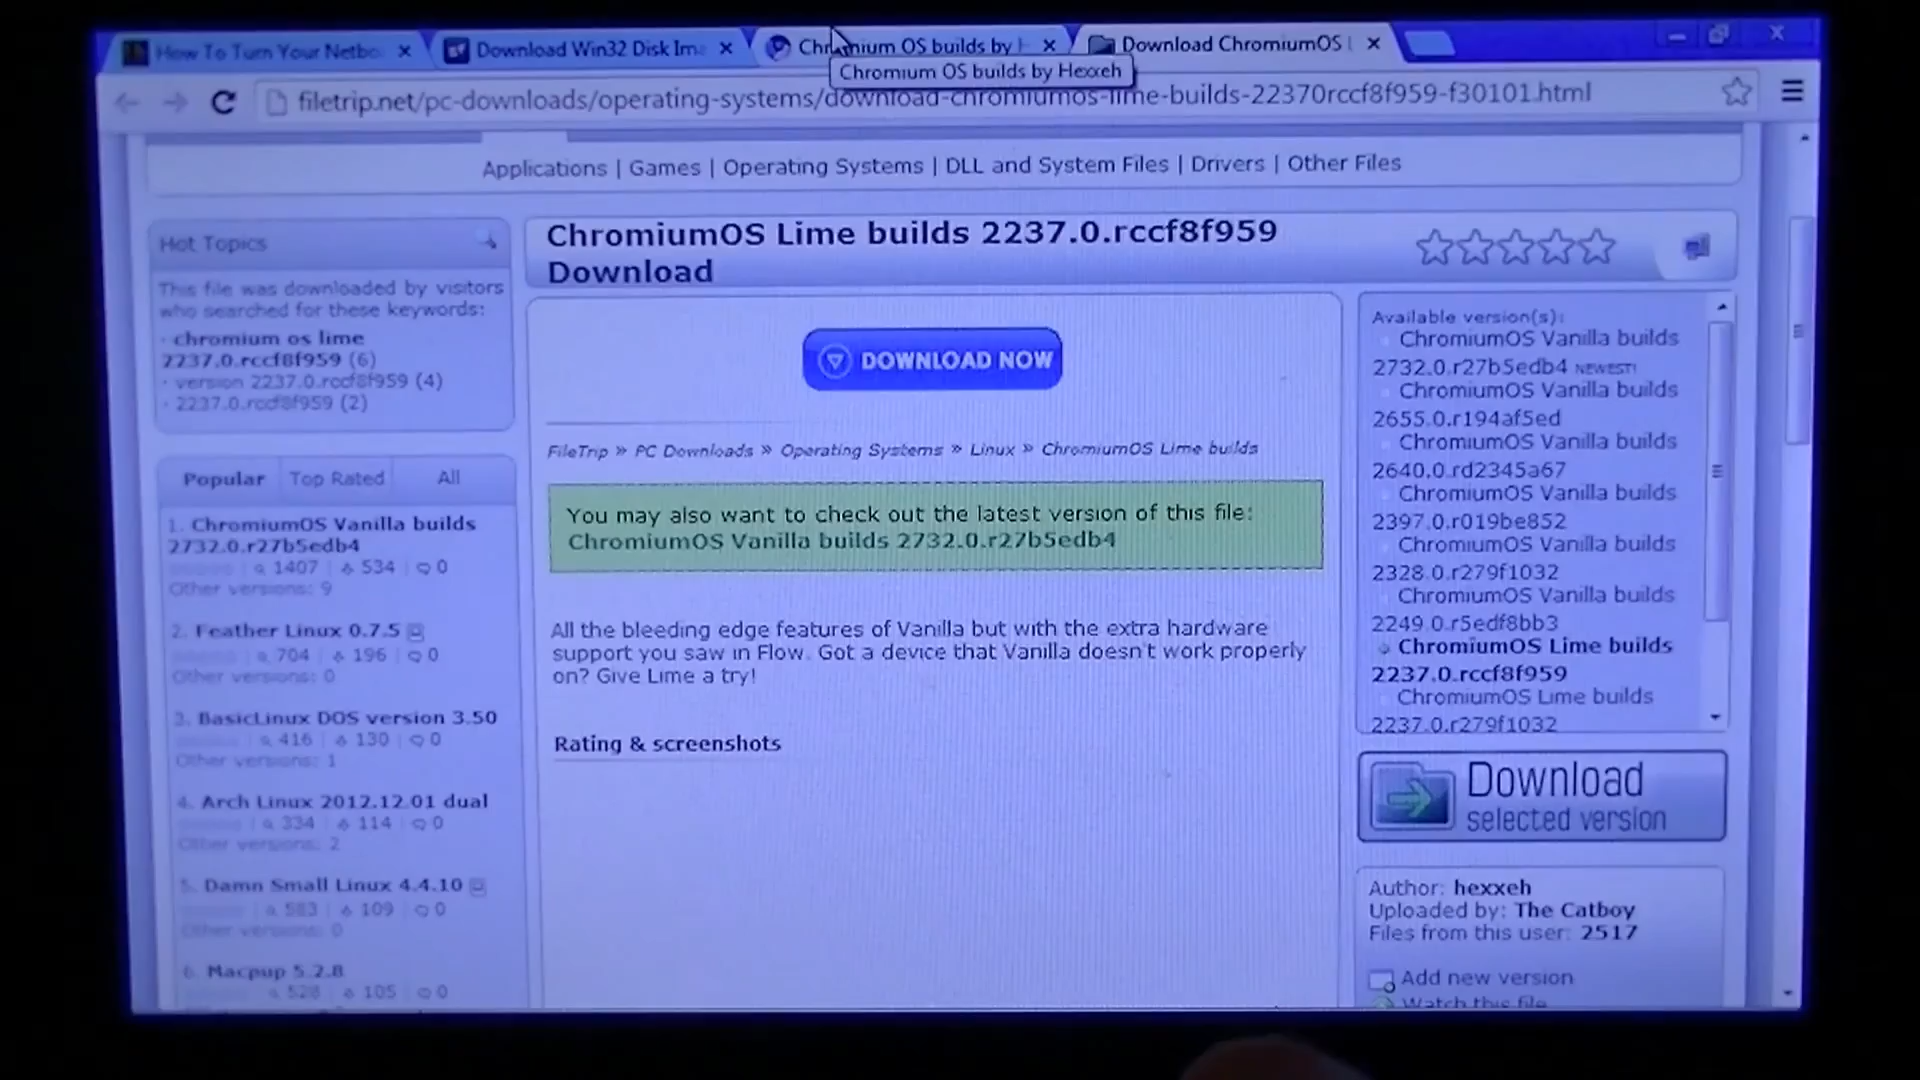 How To Turn Your Netbo
Download Win32 Disk Ima
Chromium OS builds by H
Download ChromiumOS L
Chromium OS builds by Hexxeh
filetrip.net/pc-downloads/operating-systems/download-chromiumos-lime-builds-22370rccf8f959-f30101.html
Applications | Games | Operating Systems | DLL and System Files | Drivers | Other Files
Hot Topics
This file was downloaded by visitors
who searched for these keywords:
· chromium os lime
2237.0.rccf8f959 (6)
· version 2237.0.rccf8f959 (4)
· 2237.0.rccf8f959 (2)
Popular Top Rated All
1. ChromiumOS Vanilla builds
2732.0.r27b5edb4
1407 | 534 | 0
Other versions: 9
2. Feather Linux 0.7.5
704 | 196 | 0
Other versions: 0
3. BasicLinux DOS version 3.50
416 | 130 | 0
Other versions: 1
4. Arch Linux 2012.12.01 dual
334 | 114 | 0
Other versions: 2
5. Damn Small Linux 4.4.10
583 | 109 | 0
Other versions: 0
6. Macpup 5.2.8
528 | 105 | 0
ChromiumOS Lime builds 2237.0.rccf8f959
Download
DOWNLOAD NOW
FileTrip » PC Downloads » Operating Systems » Linux » ChromiumOS Lime builds
You may also want to check out the latest version of this file:
ChromiumOS Vanilla builds 2732.0.r27b5edb4
All the bleeding edge features of Vanilla but with the extra hardware
support you saw in Flow. Got a device that Vanilla doesn't work properly
on? Give Lime a try!
Rating & screenshots
Available version(s):
ChromiumOS Vanilla builds
2732.0.r27b5edb4 NEWEST!
ChromiumOS Vanilla builds
2655.0.r194af5ed
ChromiumOS Vanilla builds
2640.0.rd2345a67
ChromiumOS Vanilla builds
2397.0.r019be852
ChromiumOS Vanilla builds
2328.0.r279f1032
ChromiumOS Vanilla builds
2249.0.r5edf8bb3
ChromiumOS Lime builds
2237.0.rccf8f959
ChromiumOS Lime builds
2237.0.r279f1032
Download
selected version
Author: hexxeh
Uploaded by: The Catboy
Files from this user: 2517
Add new version
Watch this file